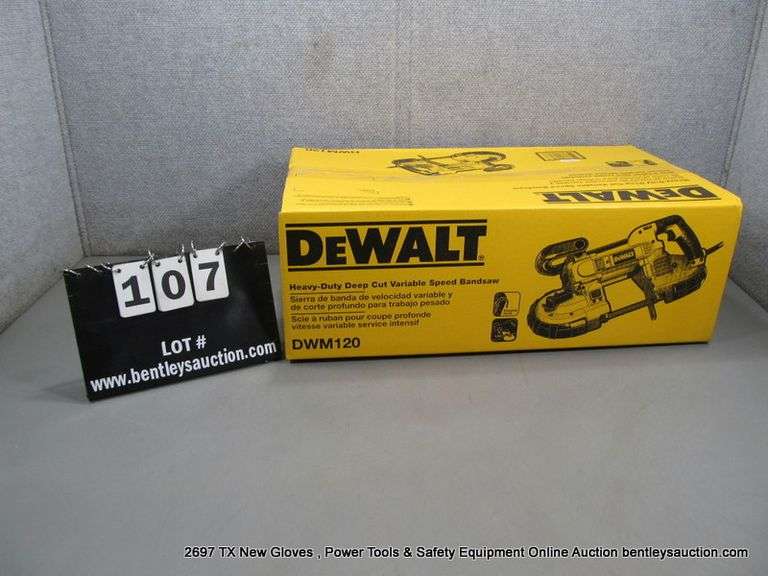 107
LOT #
www.bentleysauction.com
DWM120
DEWALT
DEWALT
Heavy-Duty Deep Cut Variable Speed Bandsaw
Sierra de banda de velocidad variable y
de corte profundo para trabajo pesado
Scie à ruban pour coupe profonde
vitesse variable service intensif
DWM120
DEWALT
2697 TX New Gloves , Power Tools & Safety Equipment Online Auction bentleysauction.com